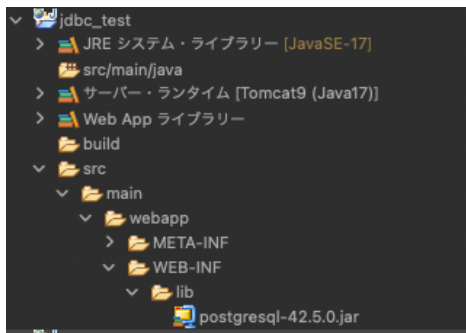 jdbc_test
JRE システム・ライブラリー [JavaSE-17]
src/main/java
サーバー・ランタイム [Tomcat9 (Java17)]
Web App ライブラリー
build
src
main
webapp
META-INF
WEB-INF
lib
postgresql-42.5.0.jar